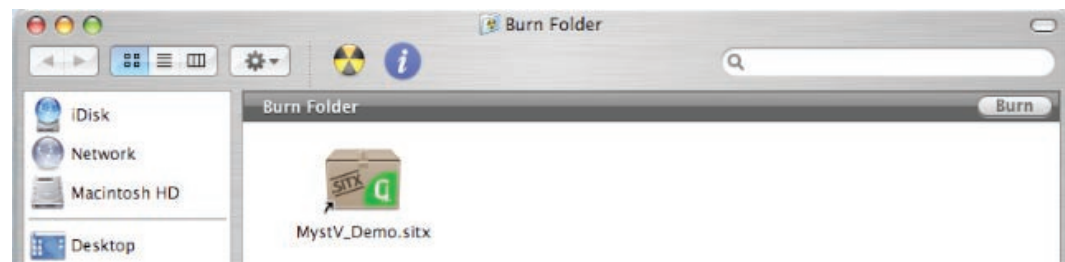 Burn Folder
iDisk
Network
Macintosh HD
Desktop
Burn Folder
Burn
SITX
MystV_Demo.sitx